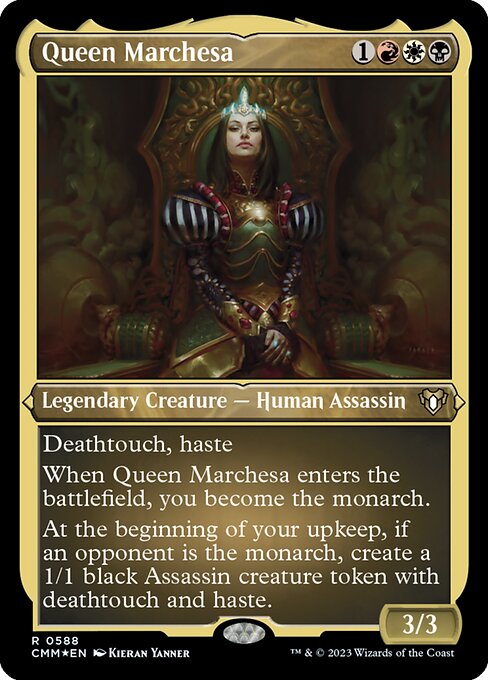 Queen Marchesa 1
Legendary Creature — Human Assassin
Deathtouch, haste
When Queen Marchesa enters the
battlefield, you become the monarch.
At the beginning of your upkeep, if
an opponent is the monarch, create a
1/1 black Assassin creature token with
deathtouch and haste.
3/3
R 0588
CMM★EN Kieran Yanner
™ & © 2023 Wizards of the Coast